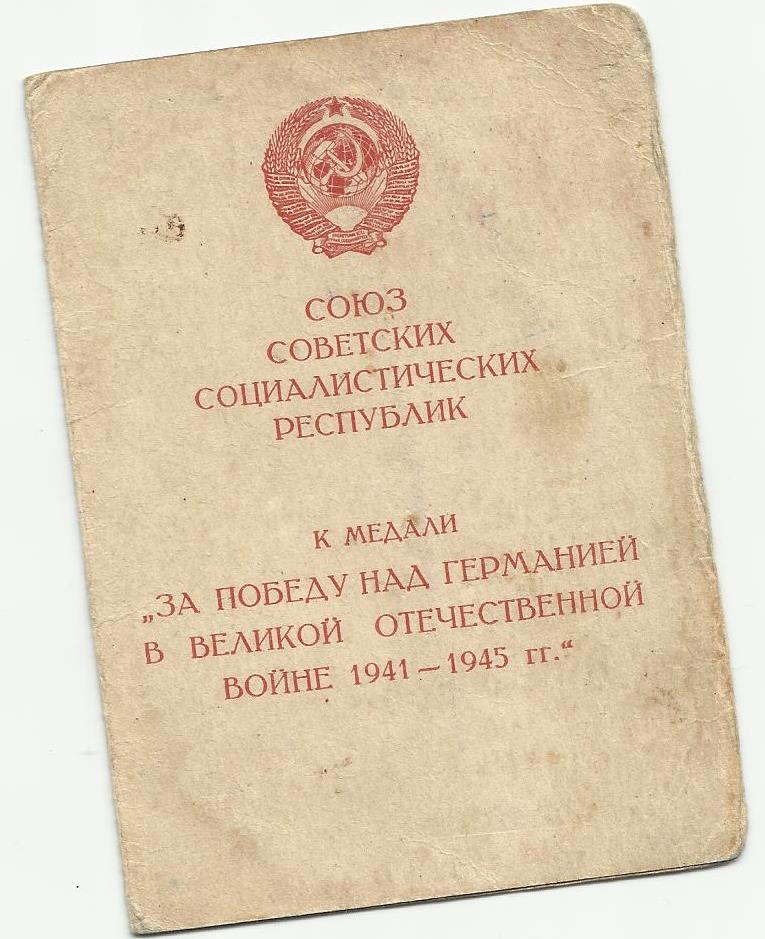 СОЮЗ
СОВЕТСКИХ
СОЦИАЛИСТИЧЕСКИХ
РЕСПУБЛИК
К МЕДАЛИ
„ЗА ПОБЕДУ НАД ГЕРМАНИЕЙ
В ВЕЛИКОЙ ОТЕЧЕСТВЕННОЙ
ВОЙНЕ 1941 — 1945 гг.“